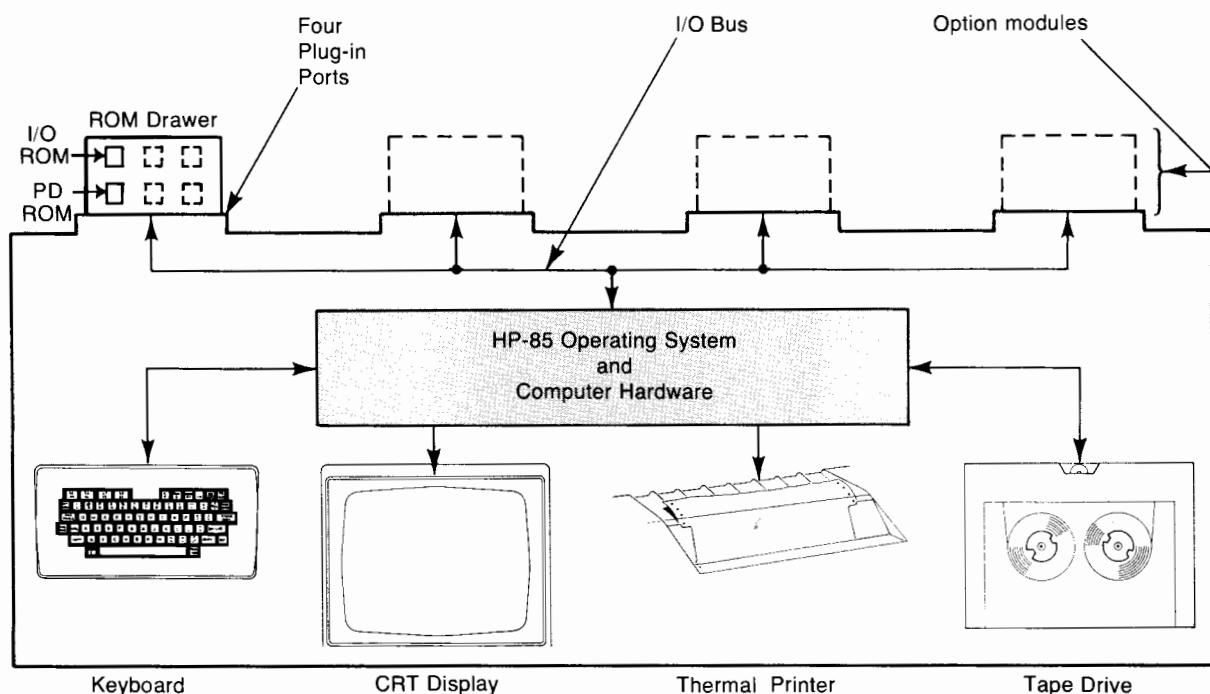 Four
Plug-in
Ports
I/O Bus
Option modules
ROM Drawer
I/O
ROM
PD
ROM
HP-85 Operating System
and
Computer Hardware
Keyboard
CRT Display
Thermal Printer
Tape Drive